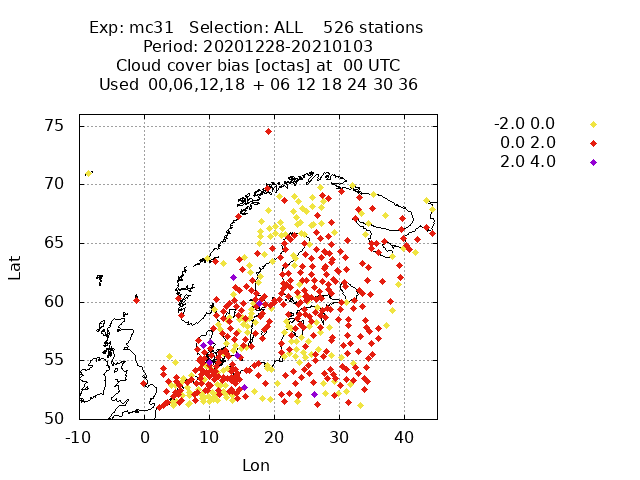 Exp: mc31 Selection: ALL 526 stations
Period: 20201228-20210103
Cloud cover bias [octas] at 00 UTC
Used 00,06,12,18 + 06 12 18 24 30 36
-2.0 0.0
0.0 2.0
2.0 4.0
75
70
65
60
55
50
Lat
-10 0 10 20 30 40
Lon